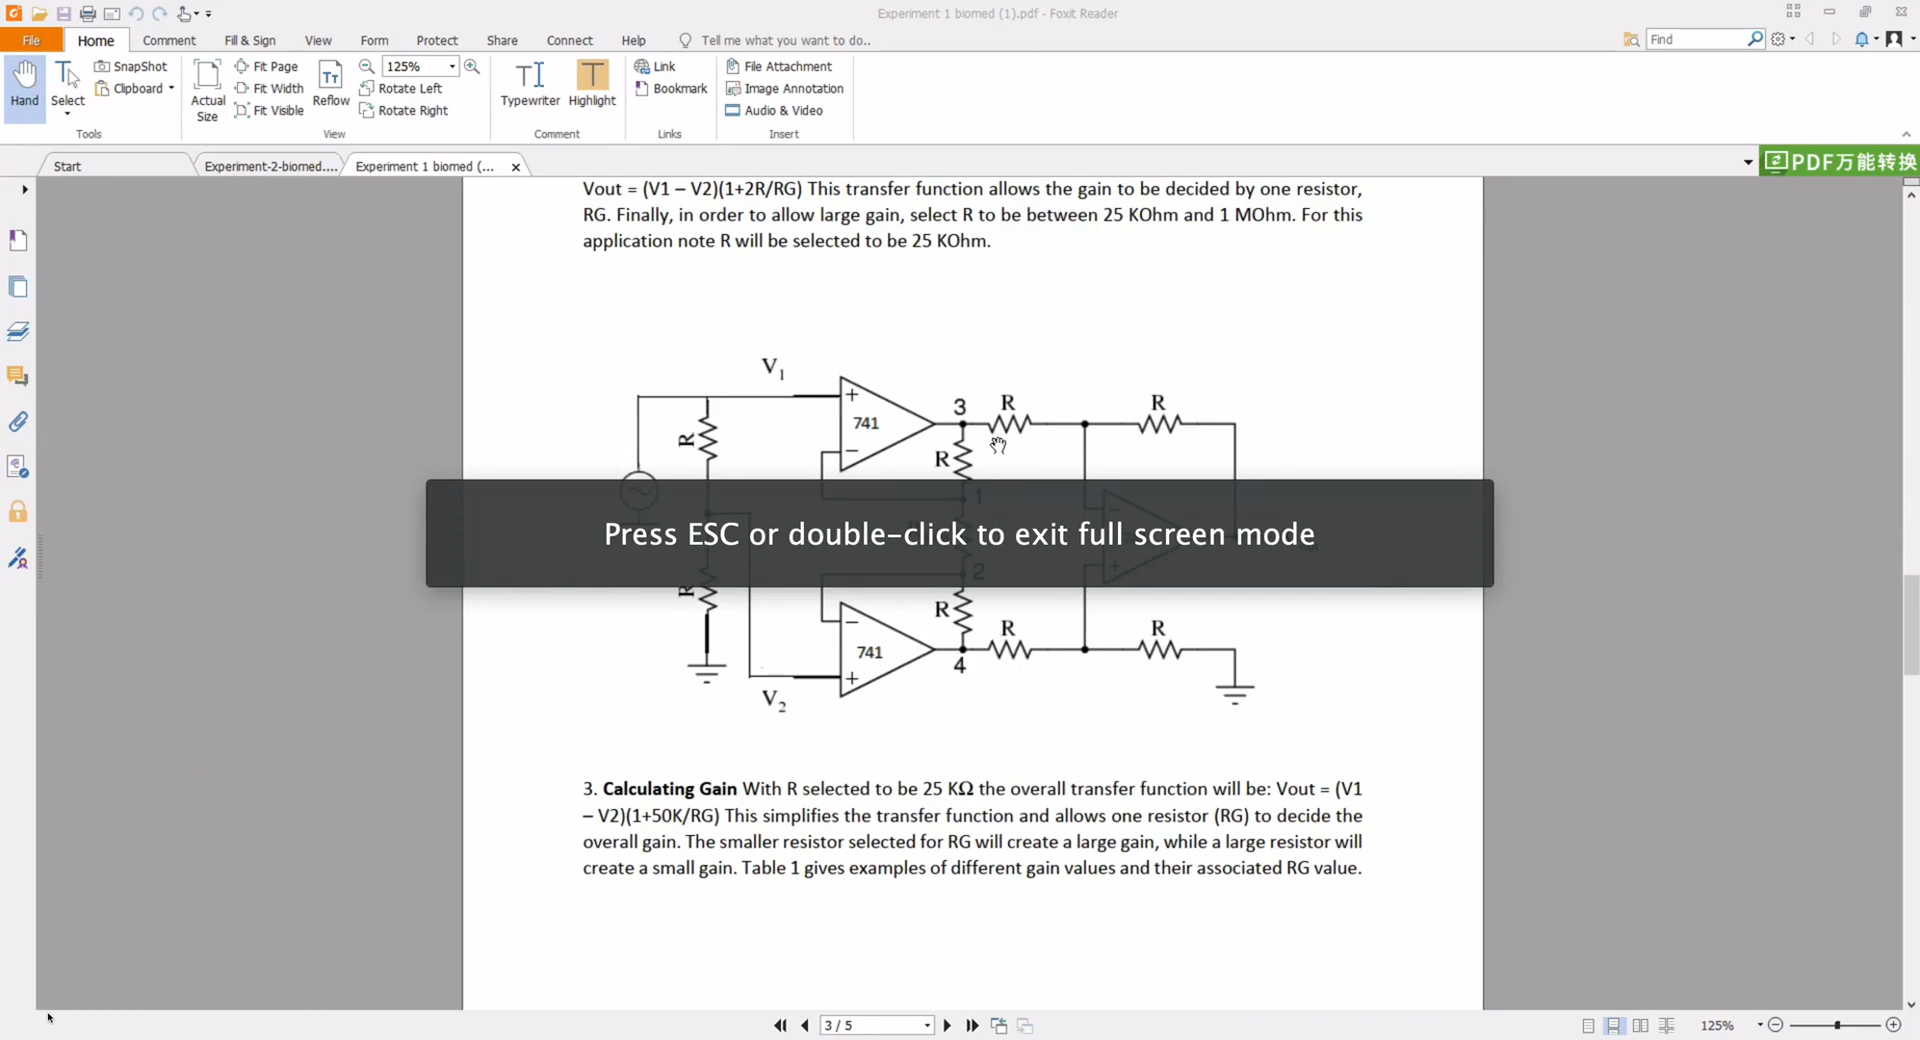 Experiment 1 biomed (1).pdf - Foxit Reader
File Home Comment Fill & Sign View Form Protect Share Connect Help Tell me what you want to do.. Find
SnapShot Fit Page 125% Link File Attachment
Hand Select Clipboard Actual Size Fit Width Reflow Rotate Left Typewriter Highlight Bookmark Image Annotation
Fit Visible Rotate Right Audio & Video
Tools View Comment Links Insert
Start Experiment-2-biomed.... Experiment 1 biomed (... PDF万能转换
Vout = (V1 – V2)(1+2R/RG) This transfer function allows the gain to be decided by one resistor,
RG. Finally, in order to allow large gain, select R to be between 25 KOhm and 1 MOhm. For this
application note R will be selected to be 25 KOhm.
V1
+ 3 R R
741
R R
−
1
Press ESC or double-click to exit full screen mode
−
+
2
R
R R R
−
741
4
+
V2
3. Calculating Gain With R selected to be 25 KΩ the overall transfer function will be: Vout = (V1
– V2)(1+50K/RG) This simplifies the transfer function and allows one resistor (RG) to decide the
overall gain. The smaller resistor selected for RG will create a large gain, while a large resistor will
create a small gain. Table 1 gives examples of different gain values and their associated RG value.
3 / 5 125%